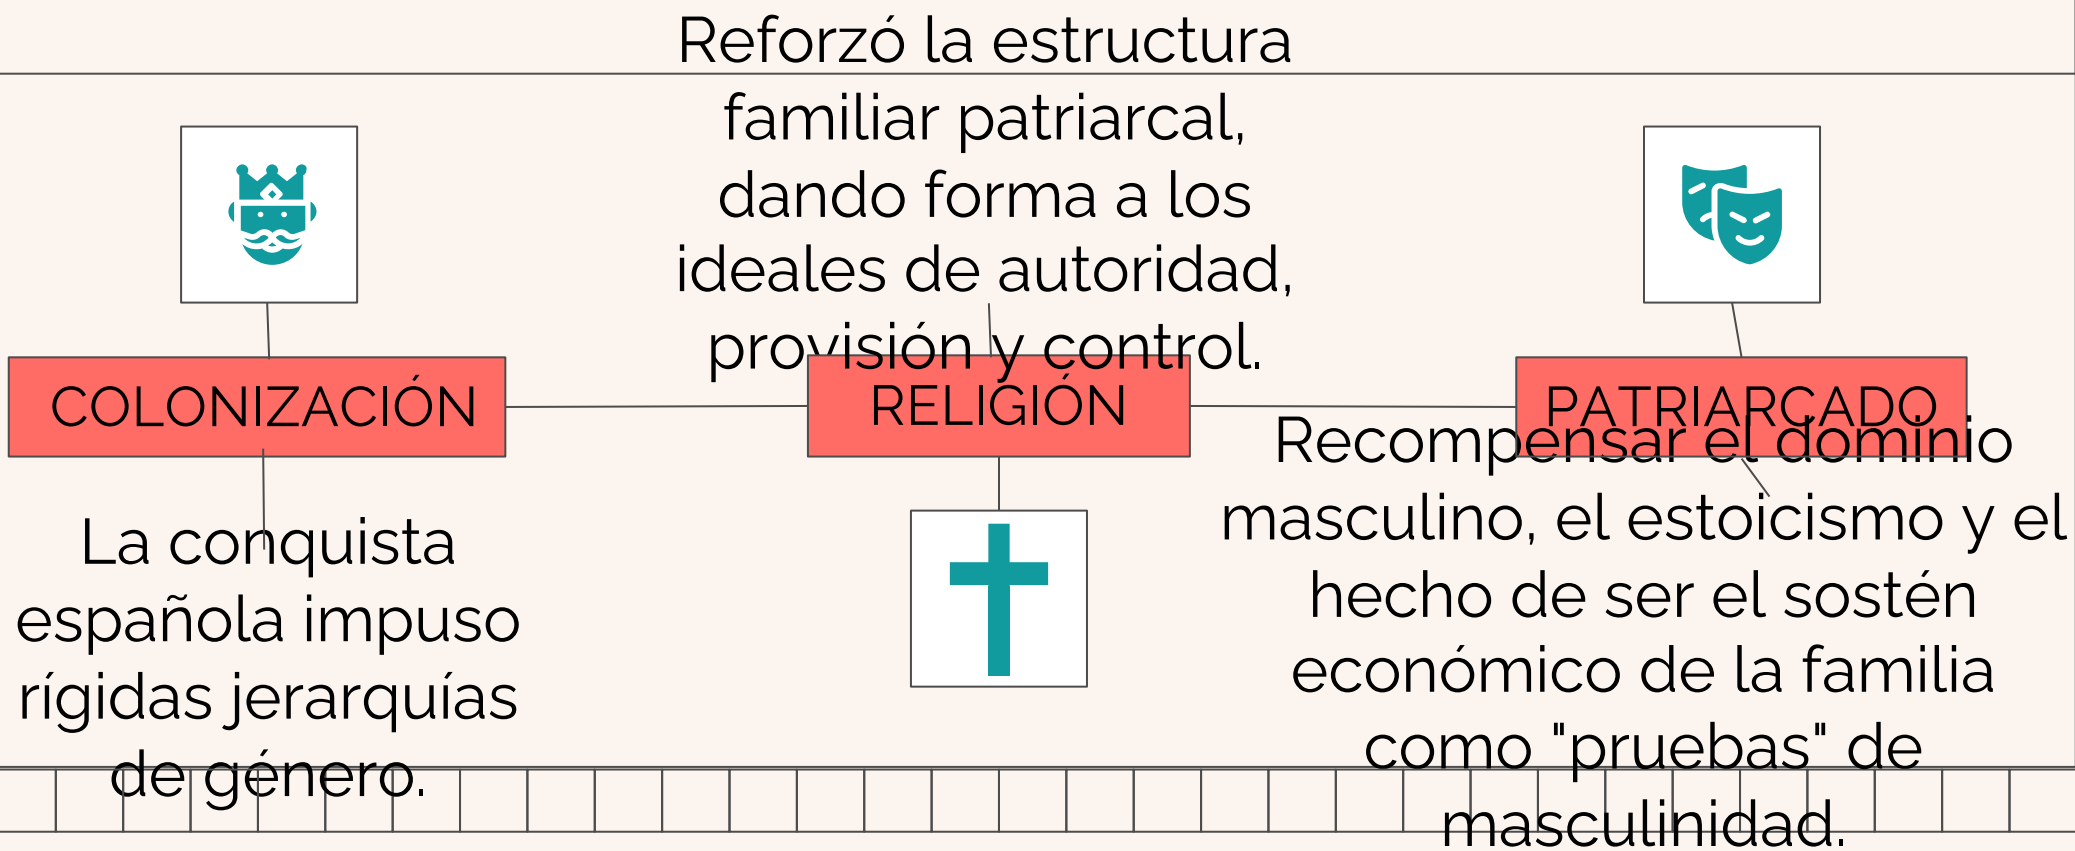 COLONIZACIÓN
La conquista
española impuso
rígidas jerarquías
de género.
Reforzó la estructura
familiar patriarcal,
dando forma a los
ideales de autoridad,
provisión y control.
RELIGIÓN
PATRIARCADO
Recompensar el dominio
masculino, el estoicismo y el
hecho de ser el sostén
económico de la familia
como "pruebas" de
masculinidad.